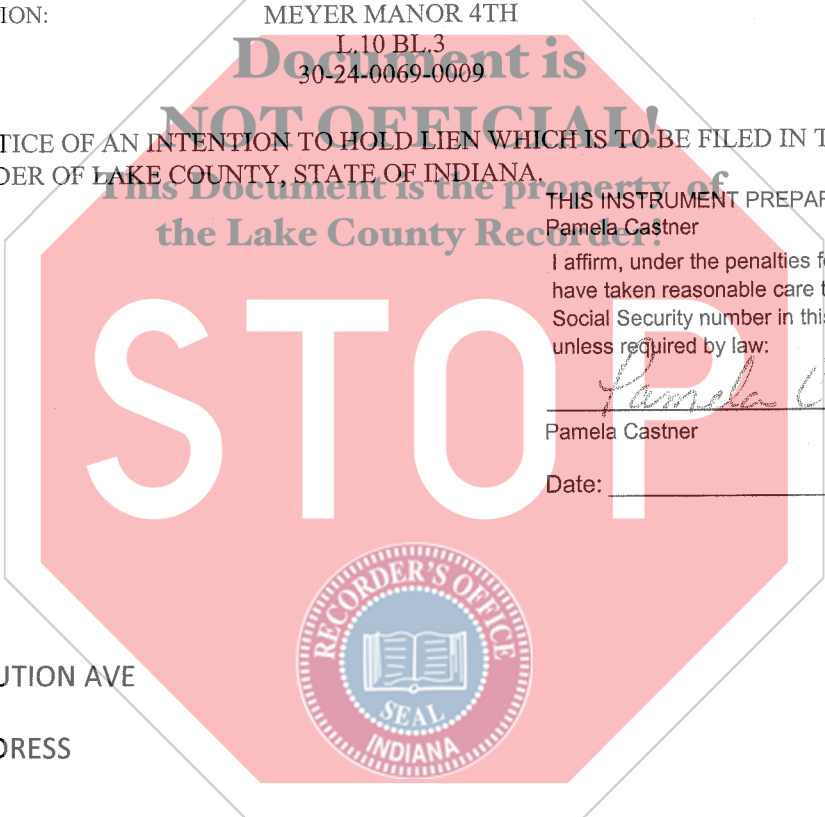 ION:
MEYER MANOR 4TH
L.10 BL.3
30-24-0069-0009
Document is
NOT OFFICIAL!
This Document is the property of
the Lake County Recorder!
TICE OF AN INTENTION TO HOLD LIEN WHICH IS TO BE FILED IN T
DER OF LAKE COUNTY, STATE OF INDIANA.
THIS INSTRUMENT PREPAR
Pamela Castner
I affirm, under the penalties f
have taken reasonable care t
Social Security number in this
unless required by law:
Pamela C
Pamela Castner
Date:
STOP
RECORDER'S OFFICE
SEAL
INDIANA
UTION AVE
DRESS